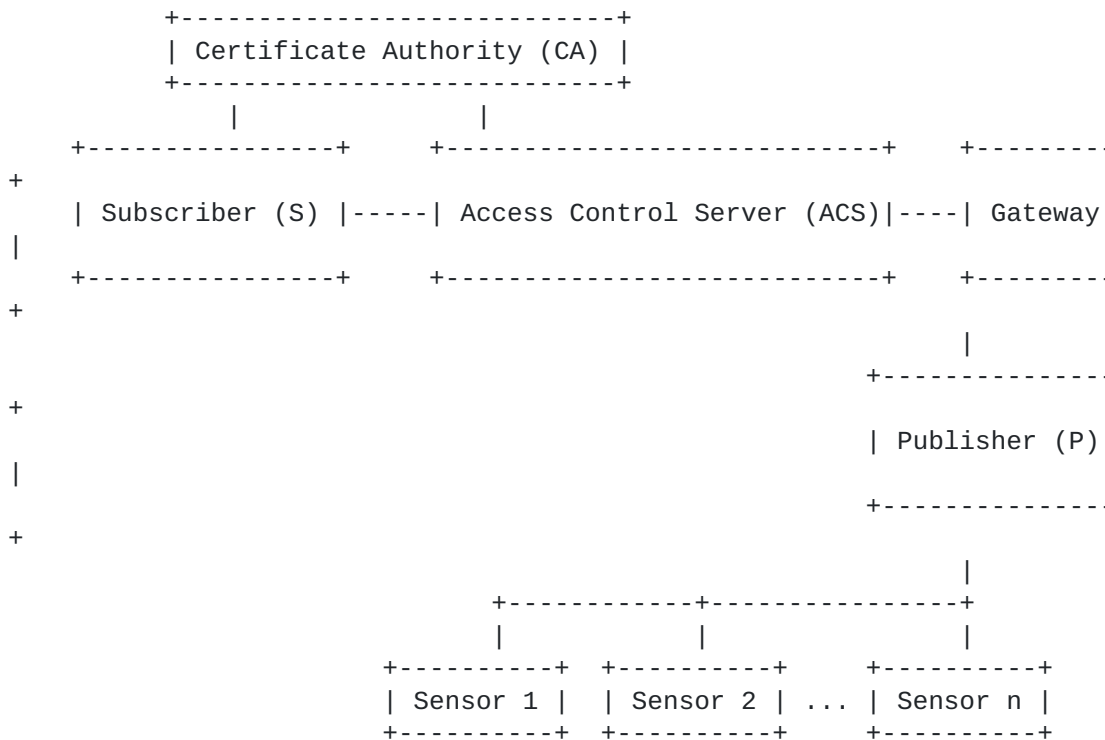 +----------------------------+
| Certificate Authority (CA) |
+----------------------------+
| |
+----------------+ +----------------------------+ +---------
+
| Subscriber (S) |-----| Access Control Server (ACS)|----| Gateway
|
+----------------+ +----------------------------+ +---------
+
|
+---------------
+
| Publisher (P)
|
+---------------
+
|
+------------+----------------+
| | |
+----------+ +----------+ +----------+
| Sensor 1 | | Sensor 2 | ... | Sensor n |
+----------+ +----------+ +----------+